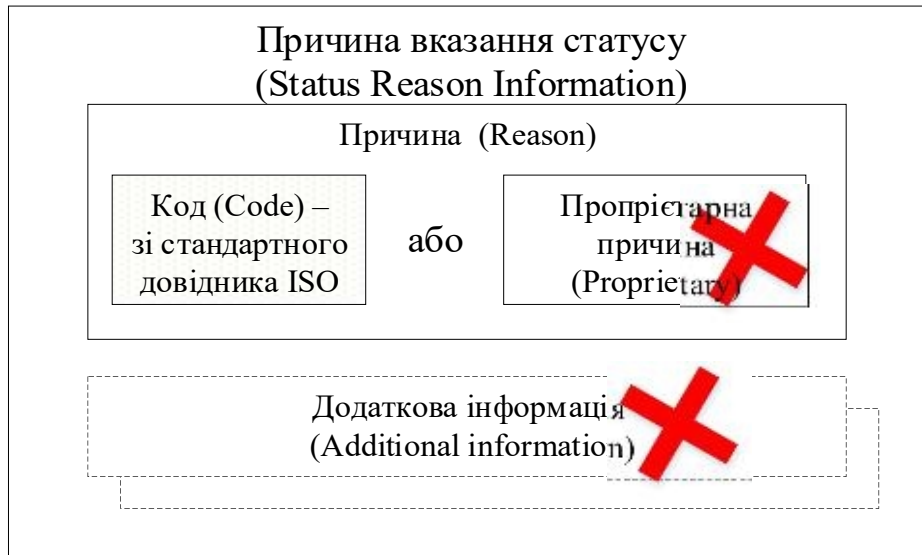 Причина вказання статусу
(Status Reason Information)
Причина (Reason)
Код (Code) –
зі стандартного
довідника ISO
або
Пропрієтарна
причина
(Proprietary)
Додаткова інформація
(Additional information)